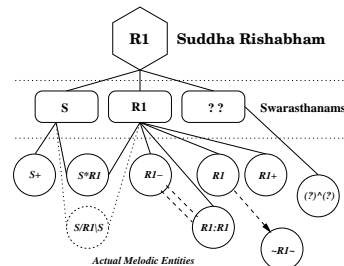 R1 Suddha Rishabham
S R1 ? ? Swarasthanams
S+ S*R1 R1− R1 R1+ (?)^(?)
S/R1\S R1:R1 ~R1~
Actual Melodic Entities